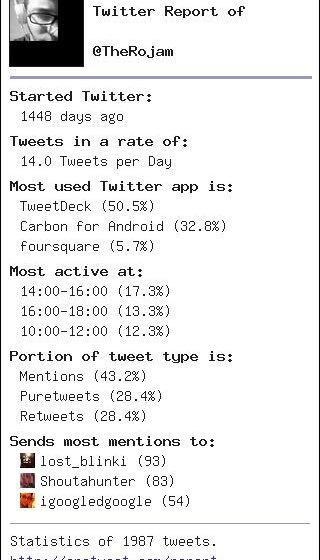 Twitter Report of
@TheRojam
Started Twitter:
1448 days ago
Tweets in a rate of:
14.0 Tweets per Day
Most used Twitter app is:
TweetDeck (50.5%)
Carbon for Android (32.8%)
foursquare (5.7%)
Most active at:
14:00-16:00 (17.3%)
16:00-18:00 (13.3%)
10:00-12:00 (12.3%)
Portion of tweet type is:
Mentions (43.2%)
Puretweets (28.4%)
Retweets (28.4%)
Sends most mentions to:
lost_blinki (93)
Shoutahunter (83)
igoogledgoogle (54)
Statistics of 1987 tweets.